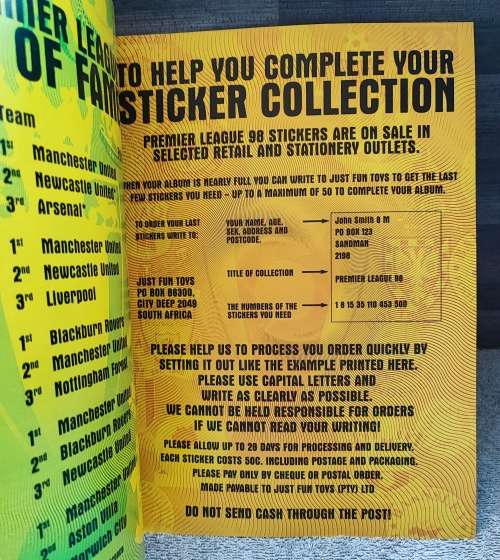 MIER LEAGU
OF FAM
Team
1st Manchester United
2nd Newcastle United*
3rd Arsenal*
1st Manchester United
2nd Newcastle United
3rd Liverpool
1st Blackburn Rovers
2nd Manchester United
3rd Nottingham Forest
1st Manchester United
2nd Blackburn Rovers
3rd Newcastle United
1st Manchester United
2nd Aston Villa
Norwich City
TO HELP YOU COMPLETE YOUR
STICKER COLLECTION
PREMIER LEAGUE 98 STICKERS ARE ON SALE IN
SELECTED RETAIL AND STATIONERY OUTLETS.
WHEN YOUR ALBUM IS NEARLY FULL YOU CAN WRITE TO JUST FUN TOYS TO GET THE LAST
FEW STICKERS YOU NEED – UP TO A MAXIMUM OF 50 TO COMPLETE YOUR ALBUM.
TO ORDER YOUR LAST
STICKERS WRITE TO:
JUST FUN TOYS
PO BOX 86300,
CITY DEEP 2049
SOUTH AFRICA
YOUR NAME, AGE,
SEX, ADDRESS AND
POSTCODE.
John Smith 8 M
PO BOX 123
SANDMAN
2198
TITLE OF COLLECTION
PREMIER LEAGUE 98
THE NUMBERS OF THE
STICKERS YOU NEED
1 8 15 35 110 453 500
PLEASE HELP US TO PROCESS YOU ORDER QUICKLY BY
SETTING IT OUT LIKE THE EXAMPLE PRINTED HERE.
PLEASE USE CAPITAL LETTERS AND
WRITE AS CLEARLY AS POSSIBLE.
WE CANNOT BE HELD RESPONSIBLE FOR ORDERS
IF WE CANNOT READ YOUR WRITING!
PLEASE ALLOW UP TO 28 DAYS FOR PROCESSING AND DELIVERY.
EACH STICKER COSTS 50C. INCLUDING POSTAGE AND PACKAGING.
PLEASE PAY ONLY BY CHEQUE OR POSTAL ORDER.
MADE PAYABLE TO JUST FUN TOYS (PTY) LTD
DO NOT SEND CASH THROUGH THE POST!